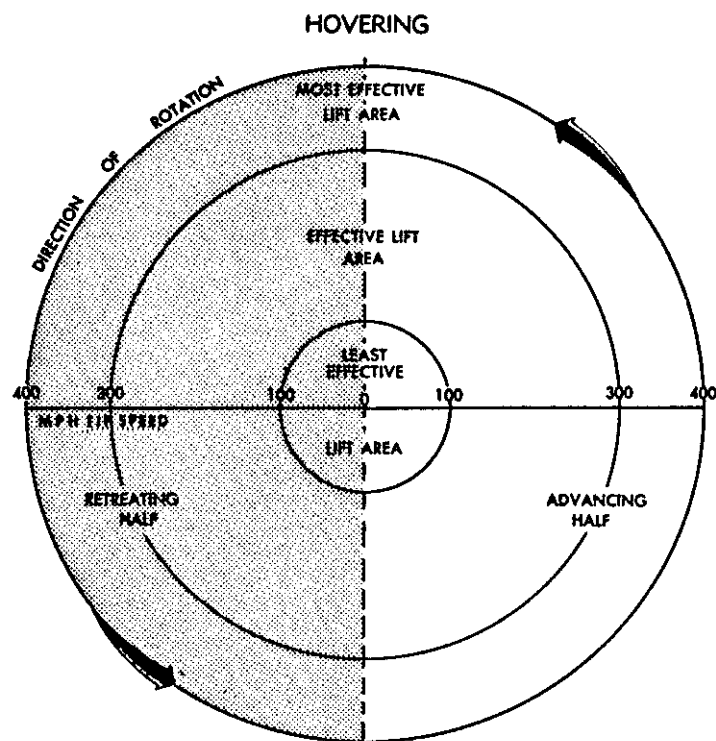 HOVERING
DIRECTION OF ROTATION
MOST EFFECTIVE
LIFT AREA
EFFECTIVE LIFT
AREA
LEAST
EFFECTIVE
400 300 100 0 100 300 400
MPH TIP SPEED
LIFT AREA
RETREATING
HALF
ADVANCING
HALF